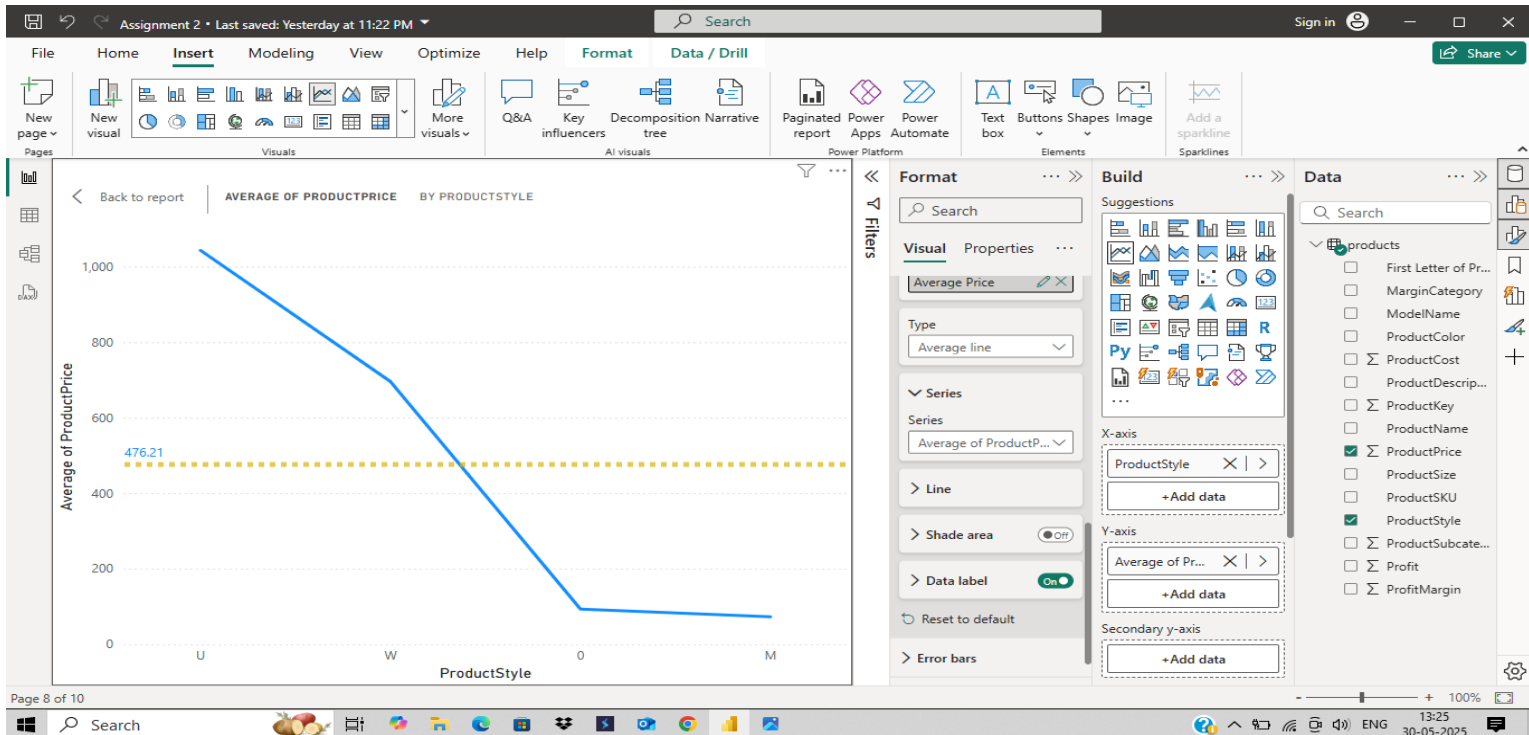 Assignment 2 • Last saved: Yesterday at 11:22 PM
Search
Sign in
File Home Insert Modeling View Optimize Help Format Data / Drill
Share
New page
Pages
New visual
123
Visuals
More visuals
Q&A
Key influencers
Decomposition tree
Narrative
AI visuals
Paginated report
Power Apps
Power Automate
Power Platform
A
Text box
Buttons
Shapes
Image
Elements
Add a sparkline
Sparklines
DAX
Back to report
AVERAGE OF PRODUCTPRICE BY PRODUCTSTYLE
Average of ProductPrice
1,000
800
600
476.21
400
200
0
U W 0 M
ProductStyle
Filters
Format
Search
Visual Properties
Average Price
Type
Average line
Series
Series
Average of ProductP...
Line
Shade area Off
Data label On
Reset to default
Error bars
Build
Suggestions
123
R
Py
123
...
X-axis
ProductStyle
+Add data
Y-axis
Average of Pr...
+Add data
Secondary y-axis
+Add data
Data
Search
products
First Letter of Pr...
MarginCategory
ModelName
ProductColor
∑ ProductCost
ProductDescrip...
∑ ProductKey
ProductName
∑ ProductPrice
ProductSize
ProductSKU
ProductStyle
∑ ProductSubcate...
∑ Profit
∑ ProfitMargin
Page 8 of 10
- + 100%
Search
ENG
13:25
30-05-2025